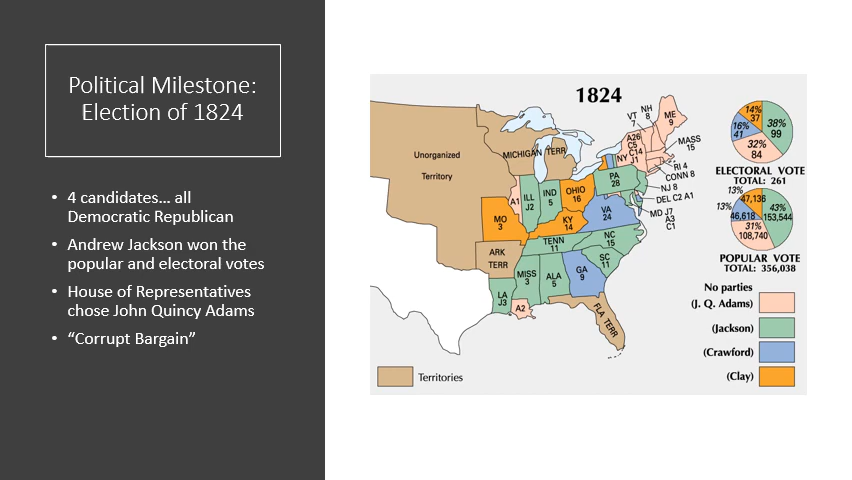 Political Milestone:
Election of 1824
• 4 candidates… all
Democratic Republican
• Andrew Jackson won the
popular and electoral votes
• House of Representatives
chose John Quincy Adams
• “Corrupt Bargain”
1824
Unorganized
Territory
MICHIGAN TERR
VT
7
NH
8
ME
9
MASS
15
RI 4
CONN 8
A26
C5
C14
NY J1
PA
28
NJ 8
DEL C2 A1
MD J7
A3
C1
A1
ILL
J2
IND
5
OHIO
16
MO
3
KY
14
VA
24
TENN
11
NC
15
SC
11
ARK
TERR
MISS
3
ALA
5
GA
9
LA
J3
A2
FLA TERR
14%
37
16%
41
38%
99
32%
84
ELECTORAL VOTE
TOTAL: 261
13%
47,136
13%
46,618
43%
153,544
31%
108,740
POPULAR VOTE
TOTAL: 356,038
No parties
(J. Q. Adams)
(Jackson)
(Crawford)
(Clay)
Territories